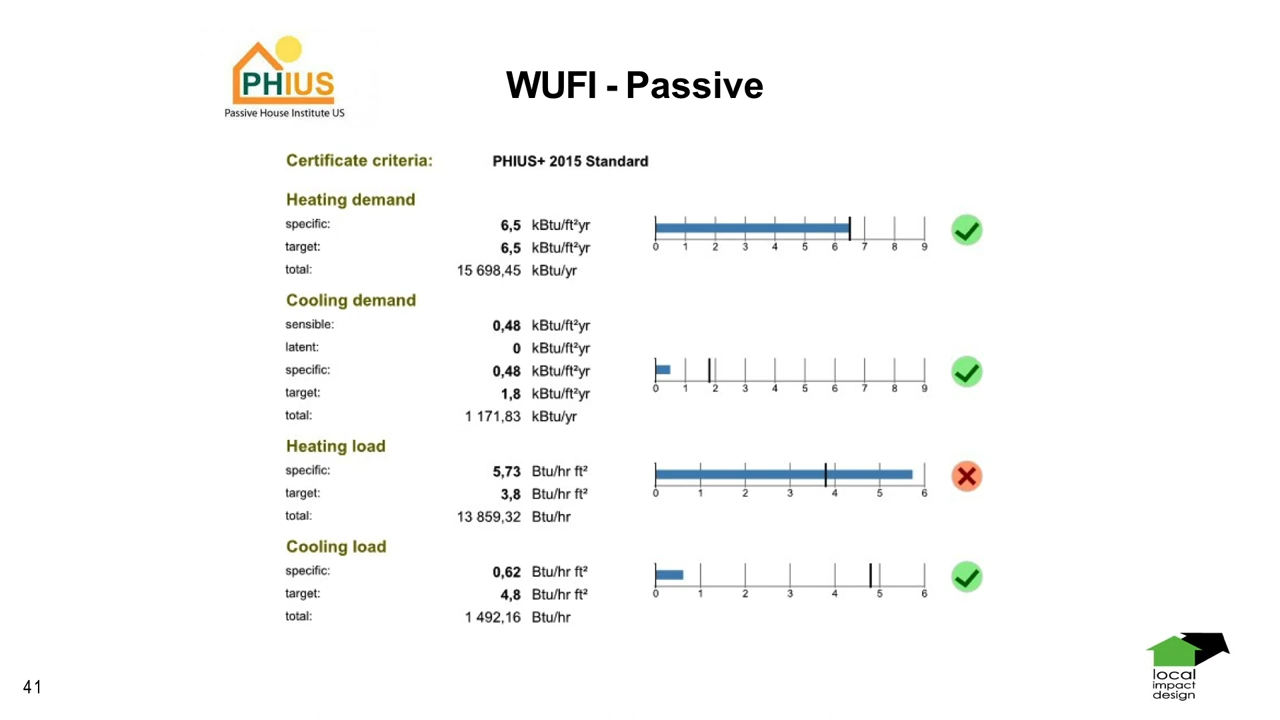 PHIUS
Passive House Institute US
WUFI - Passive
Certificate criteria: PHIUS+ 2015 Standard
Heating demand
specific: 6,5 kBtu/ft²yr
target: 6,5 kBtu/ft²yr
total: 15 698,45 kBtu/yr
0 1 2 3 4 5 6 7 8 9
Cooling demand
sensible: 0,48 kBtu/ft²yr
latent: 0 kBtu/ft²yr
specific: 0,48 kBtu/ft²yr
target: 1,8 kBtu/ft²yr
total: 1 171,83 kBtu/yr
0 1 2 3 4 5 6 7 8 9
Heating load
specific: 5,73 Btu/hr ft²
target: 3,8 Btu/hr ft²
total: 13 859,32 Btu/hr
0 1 2 3 4 5 6
Cooling load
specific: 0,62 Btu/hr ft²
target: 4,8 Btu/hr ft²
total: 1 492,16 Btu/hr
0 1 2 3 4 5 6
local
impact
design
41